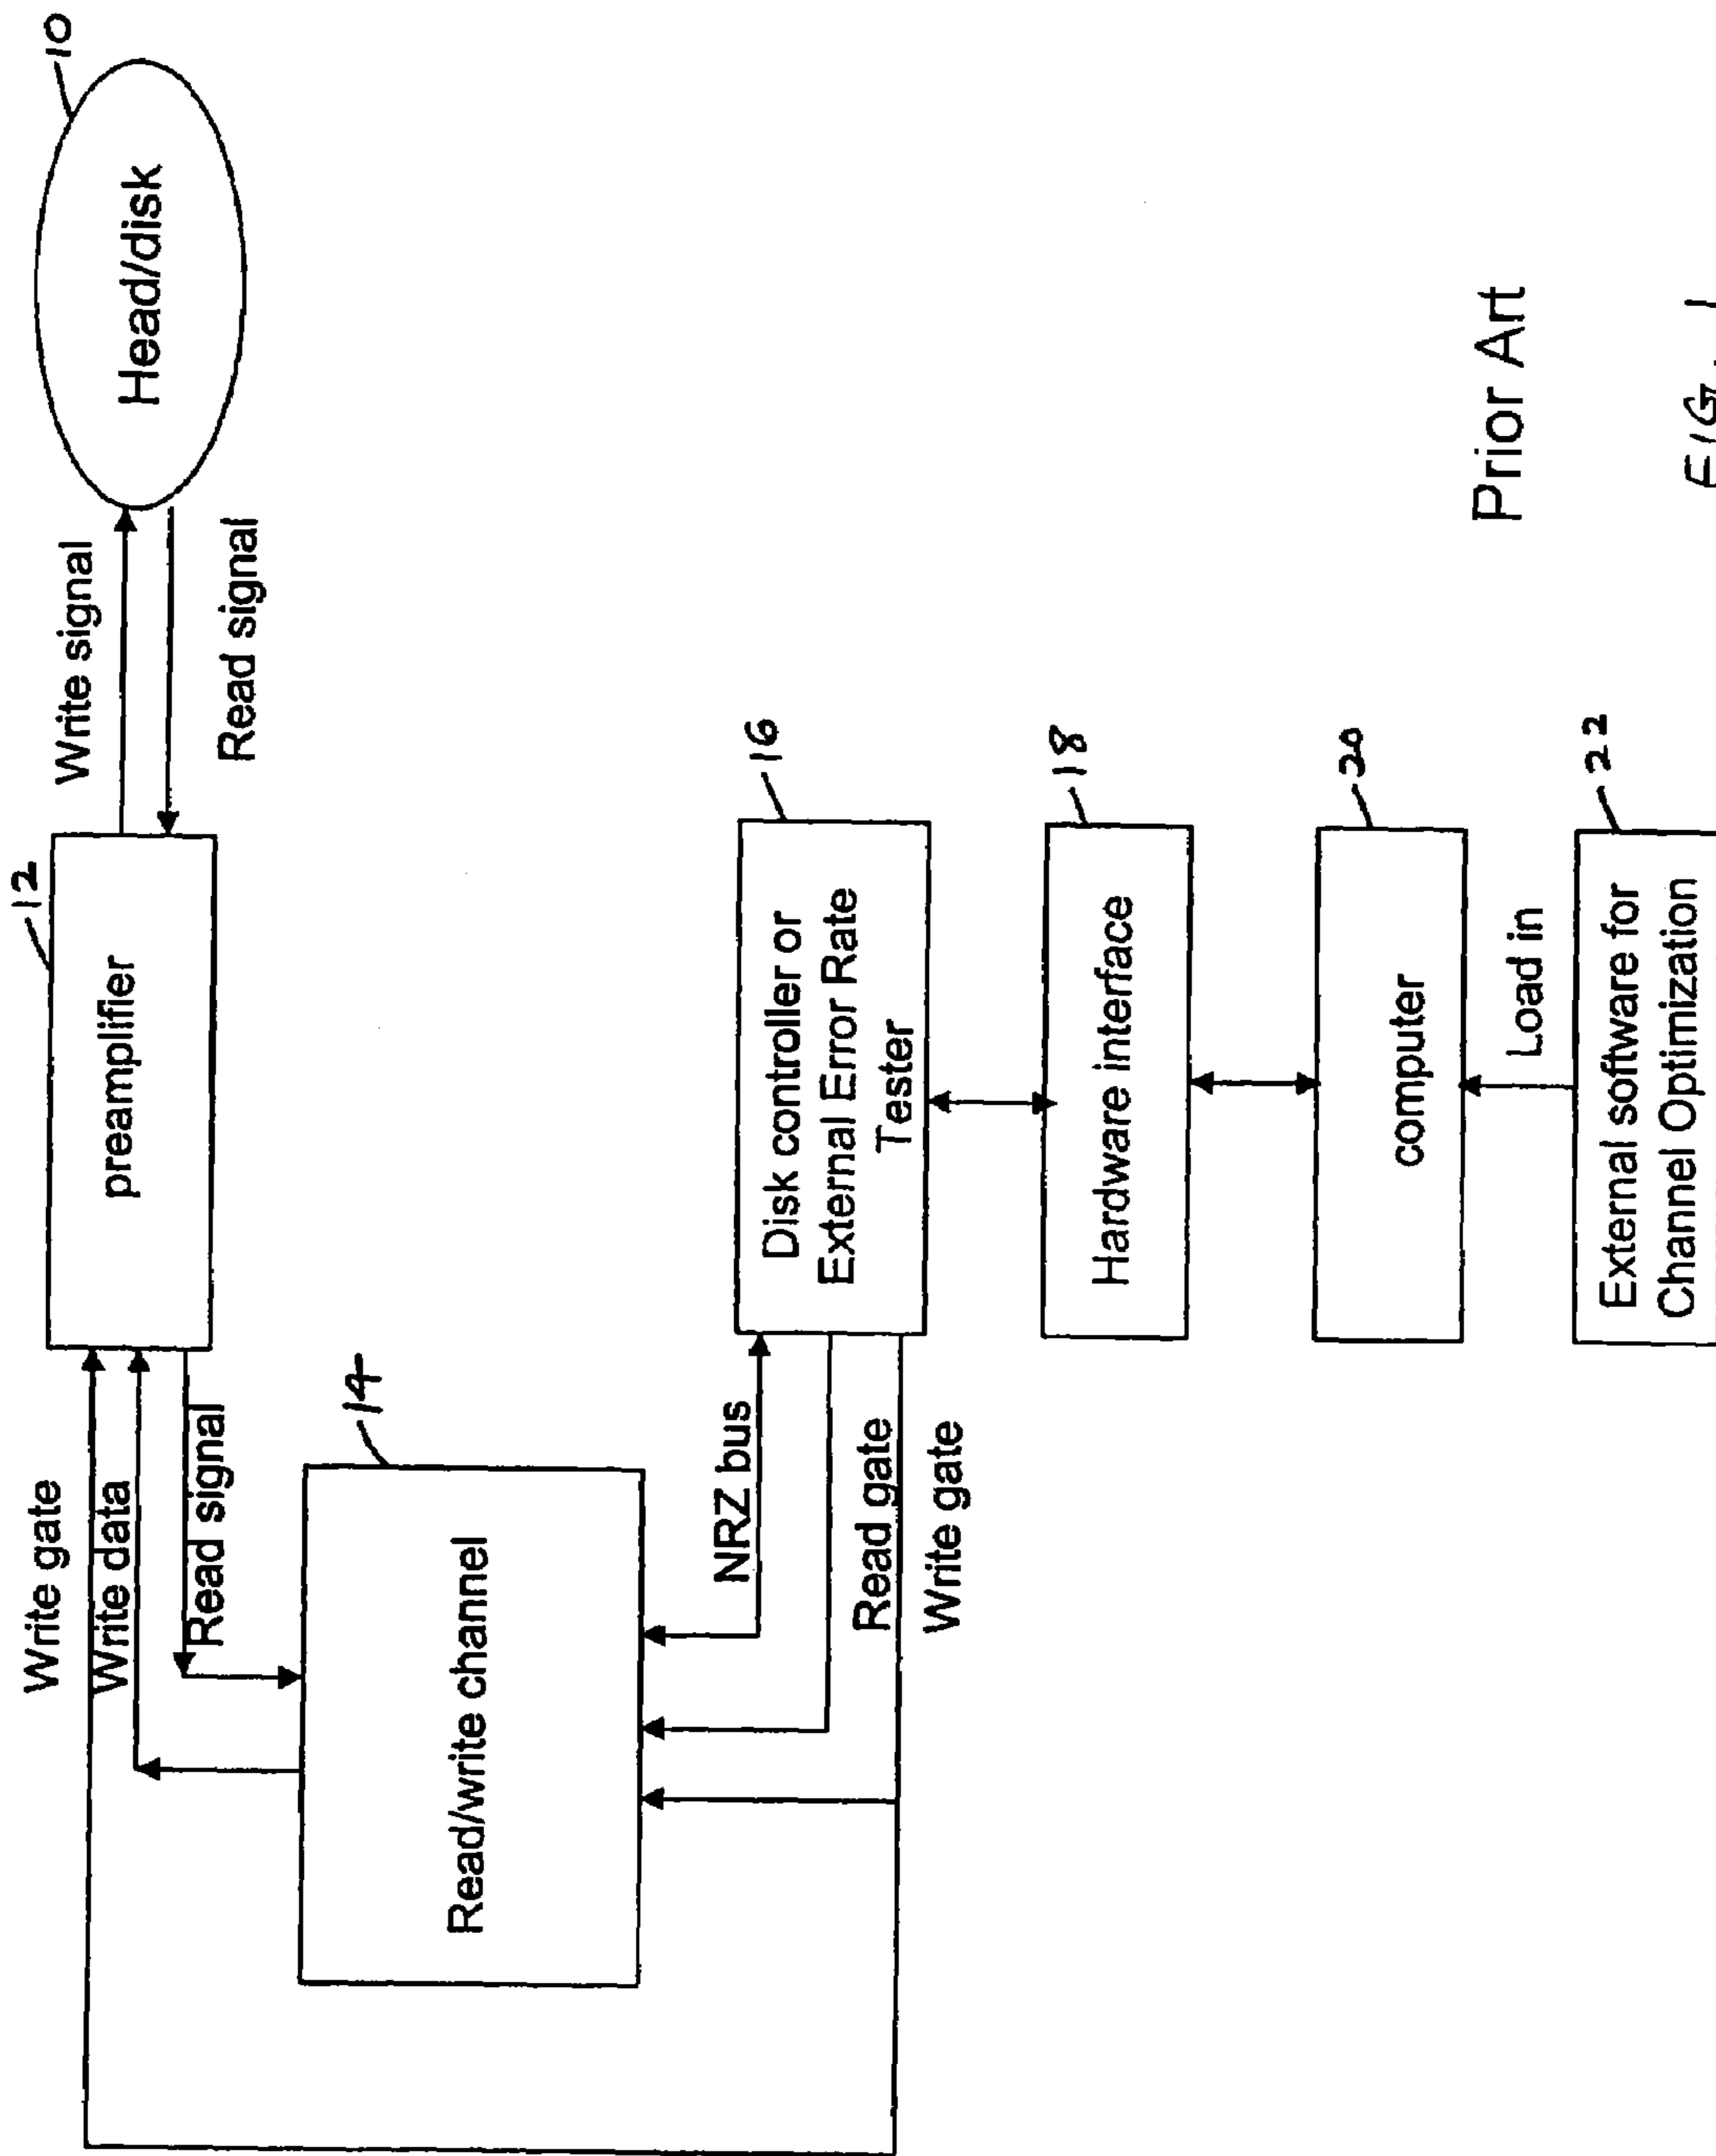 10
Head/disk
Write signal
Read signal
12
preamplifier
Write gate
Write data
Read signal
14
Read/write channel
NRZ bus
Read gate
Write gate
16
Disk controller or
External Error Rate
Tester
18
Hardware interface
20
computer
Load in
22
External software for
Channel Optimization
Prior Art
FIG. 1